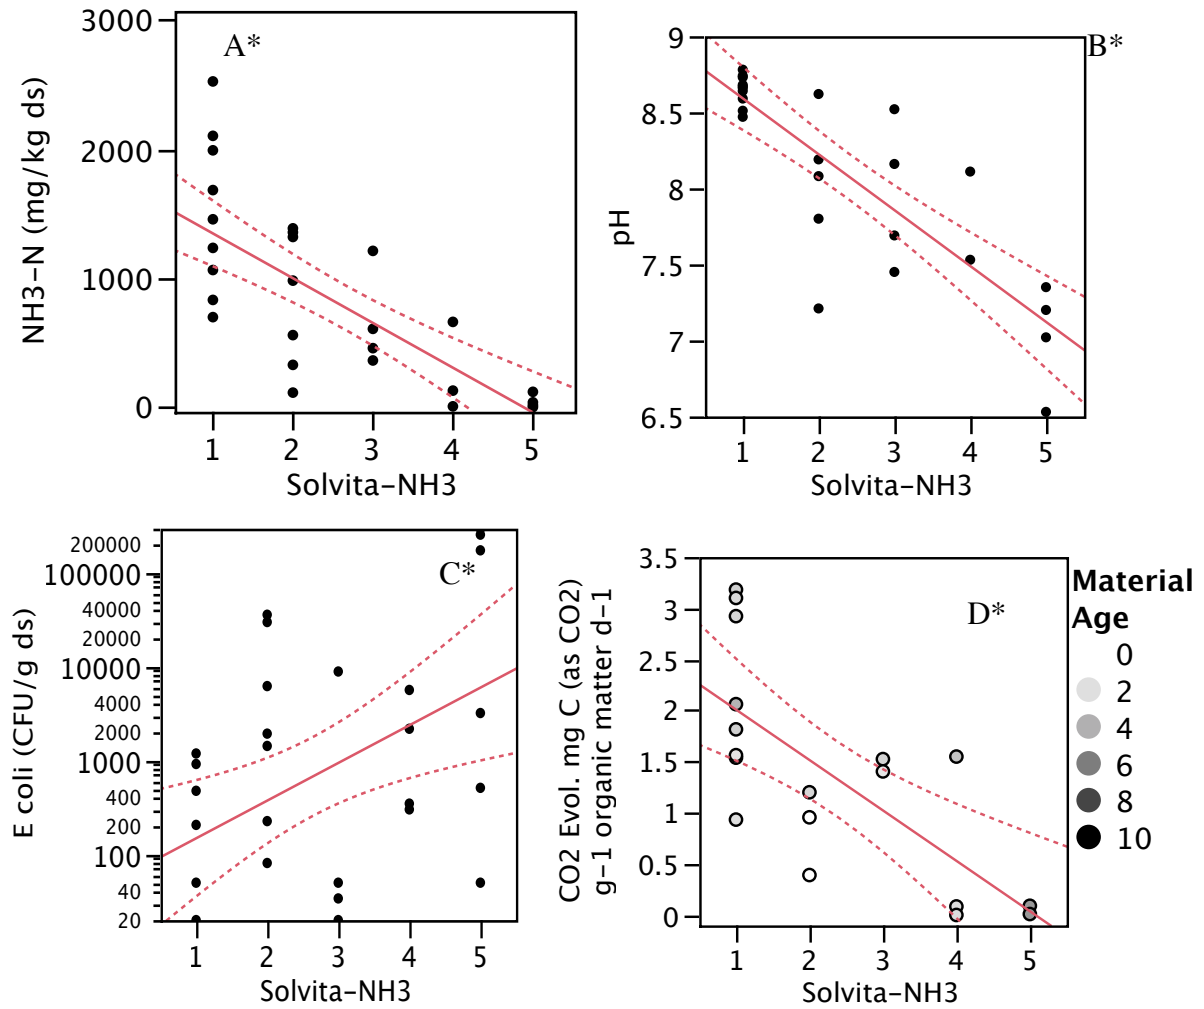 A*
3000
2000
1000
0
NH3-N (mg/kg ds)
1 2 3 4 5
Solvita-NH3
B*
9
8.5
8
7.5
7
6.5
pH
1 2 3 4 5
Solvita-NH3
C*
200000
100000
40000
20000
10000
4000
2000
1000
400
200
100
40
20
E coli (CFU/g ds)
1 2 3 4 5
Solvita-NH3
D*
3.5
3
2.5
2
1.5
1
0.5
0
CO2 Evol. mg C (as CO2)
g-1 organic matter d-1
1 2 3 4 5
Solvita-NH3
Material
Age
0
2
4
6
8
10